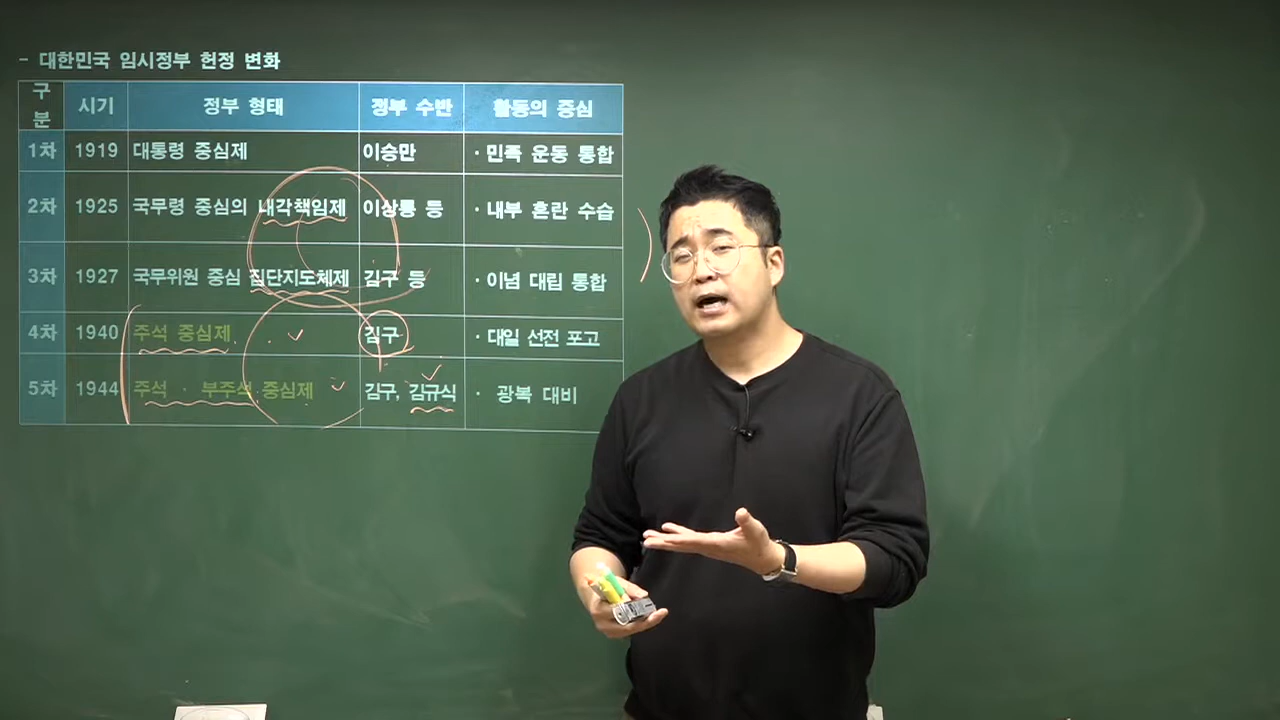 - 대한민국 임시정부 헌정 변화
구분 시기 정부 형태 정부 수반 활동의 중심
1차 1919 대통령 중심제 이승만 · 민족 운동 통합
2차 1925 국무령 중심의 내각책임제 이상룡 등 · 내부 혼란 수습
3차 1927 국무위원 중심 집단지도체제 김구 등 · 이념 대립 통합
4차 1940 주석 중심제 김구 · 대일 선전 포고
5차 1944 주석 · 부주석 중심제 김구, 김규식 · 광복 대비